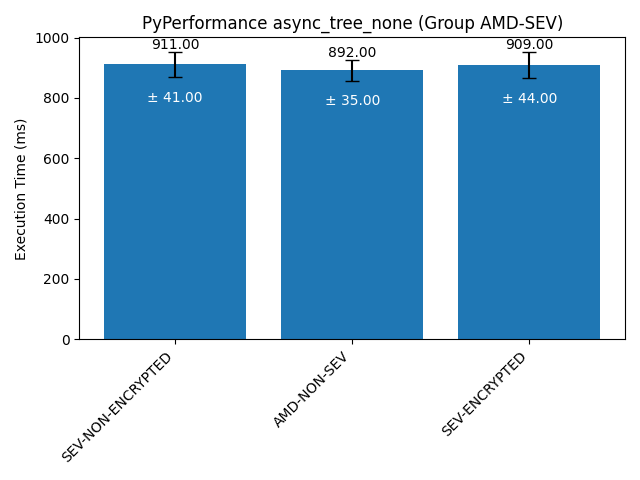 PyPerformance async_tree_none (Group AMD-SEV)
Execution Time (ms)
1000
800
600
400
200
0
911.00
892.00
909.00
± 41.00
± 35.00
± 44.00
SEV-NON-ENCRYPTED
AMD-NON-SEV
SEV-ENCRYPTED